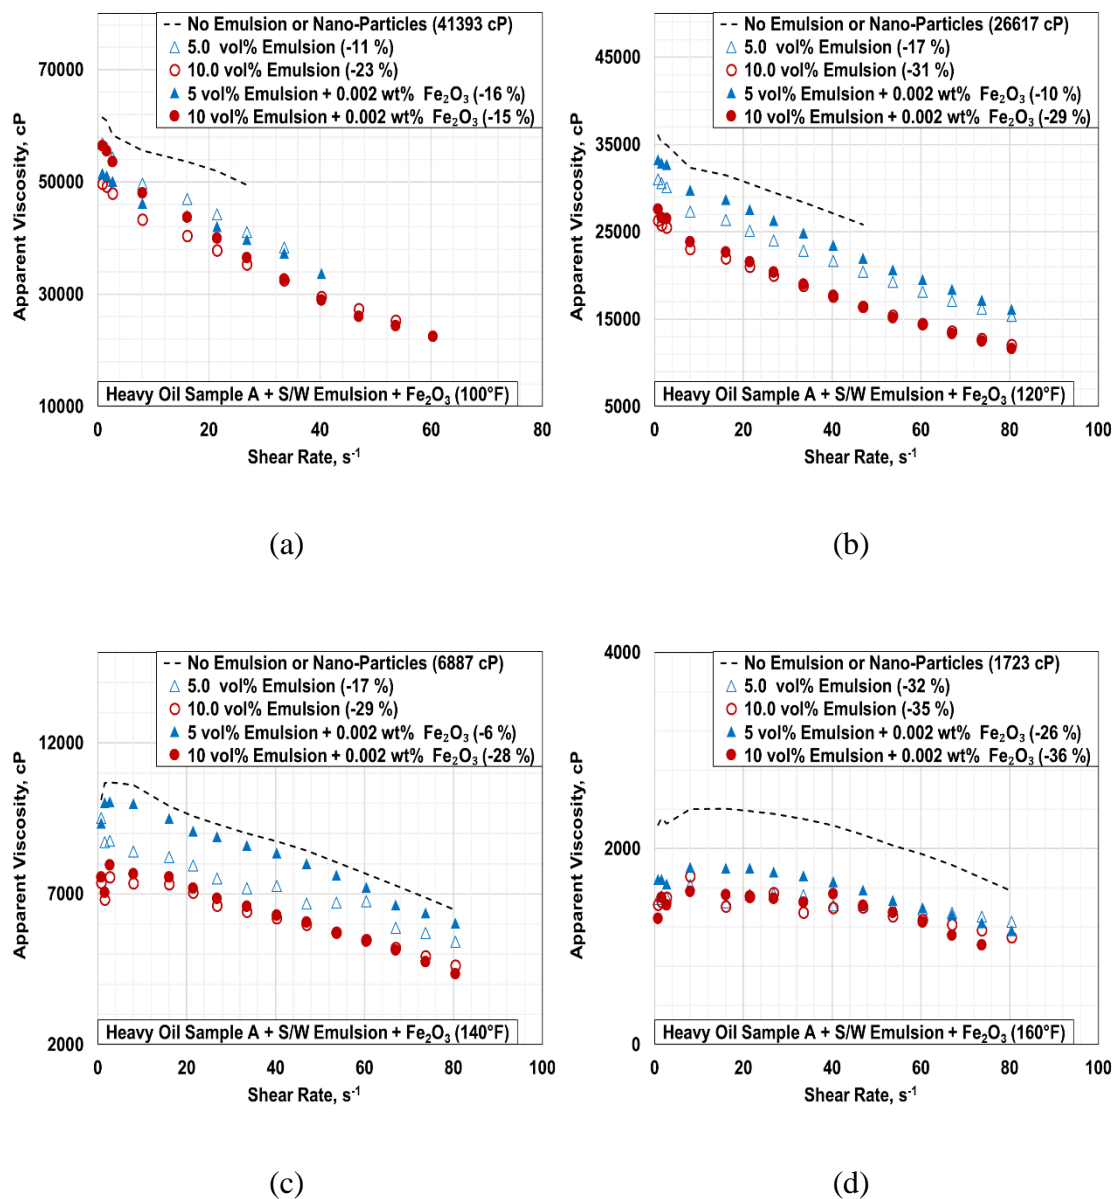 No Emulsion or Nano-Particles (41393 cP)
5.0 vol% Emulsion (-11 %)
10.0 vol% Emulsion (-23 %)
5 vol% Emulsion + 0.002 wt% Fe₂O₃ (-16 %)
10 vol% Emulsion + 0.002 wt% Fe₂O₃ (-15 %)
Apparent Viscosity, cP
70000
50000
30000
10000
Heavy Oil Sample A + S/W Emulsion + Fe₂O₃ (100°F)
0 20 40 60 80
Shear Rate, s⁻¹
(a)
No Emulsion or Nano-Particles (26617 cP)
5.0 vol% Emulsion (-17 %)
10.0 vol% Emulsion (-31 %)
5 vol% Emulsion + 0.002 wt% Fe₂O₃ (-10 %)
10 vol% Emulsion + 0.002 wt% Fe₂O₃ (-29 %)
Apparent Viscosity, cP
45000
35000
25000
15000
5000
Heavy Oil Sample A + S/W Emulsion + Fe₂O₃ (120°F)
0 20 40 60 80 100
Shear Rate, s⁻¹
(b)
No Emulsion or Nano-Particles (6887 cP)
5.0 vol% Emulsion (-17 %)
10.0 vol% Emulsion (-29 %)
5 vol% Emulsion + 0.002 wt% Fe₂O₃ (-6 %)
10 vol% Emulsion + 0.002 wt% Fe₂O₃ (-28 %)
Apparent Viscosity, cP
12000
7000
2000
Heavy Oil Sample A + S/W Emulsion + Fe₂O₃ (140°F)
0 20 40 60 80 100
Shear Rate, s⁻¹
(c)
No Emulsion or Nano-Particles (1723 cP)
5.0 vol% Emulsion (-32 %)
10.0 vol% Emulsion (-35 %)
5 vol% Emulsion + 0.002 wt% Fe₂O₃ (-26 %)
10 vol% Emulsion + 0.002 wt% Fe₂O₃ (-36 %)
Apparent Viscosity, cP
4000
2000
0
Heavy Oil Sample A + S/W Emulsion + Fe₂O₃ (160°F)
0 20 40 60 80 100
Shear Rate, s⁻¹
(d)